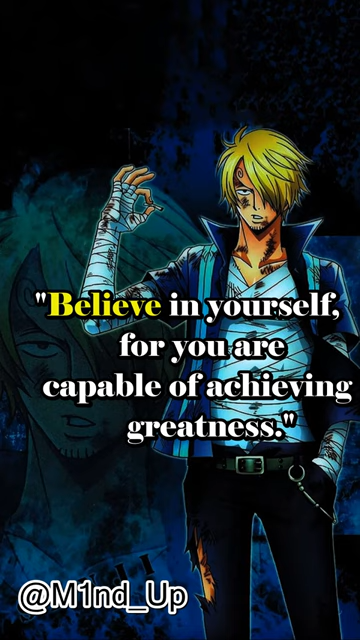 "Believe in yourself,
for you are
capable of achieving
greatness."
@M1nd_Up